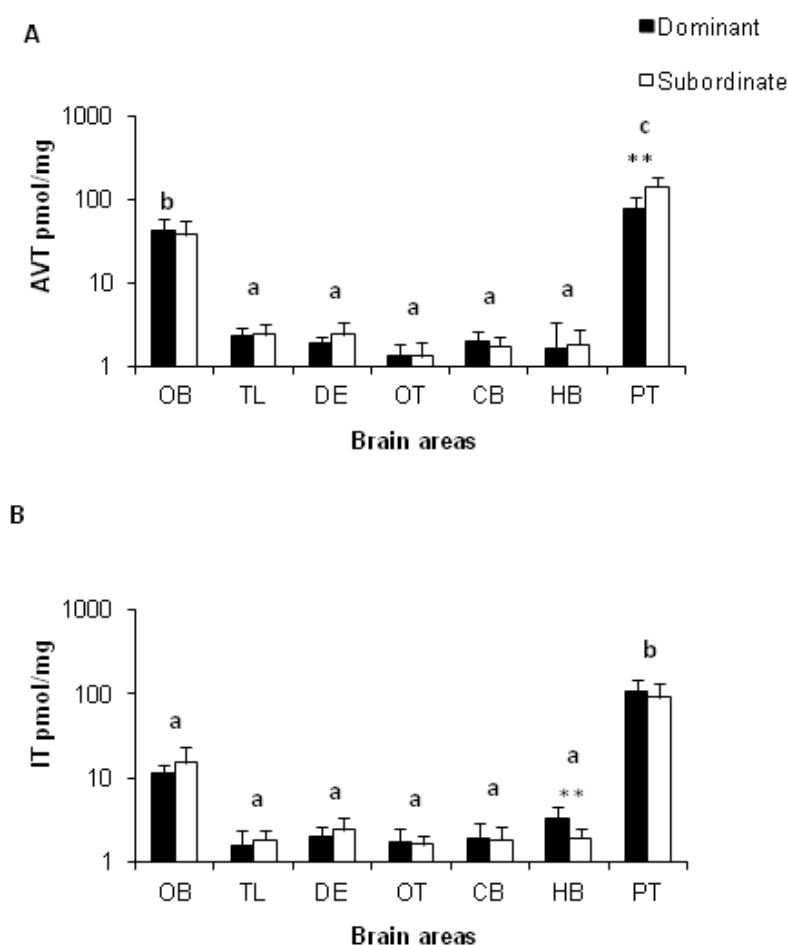 A
Dominant
Subordinate
AVT pmol/mg
1000
100
10
1
b
a
a
a
a
a
c
**
OB TL DE OT CB HB PT
Brain areas
B
IT pmol/mg
1000
100
10
1
a
a
a
a
a
a
**
b
OB TL DE OT CB HB PT
Brain areas